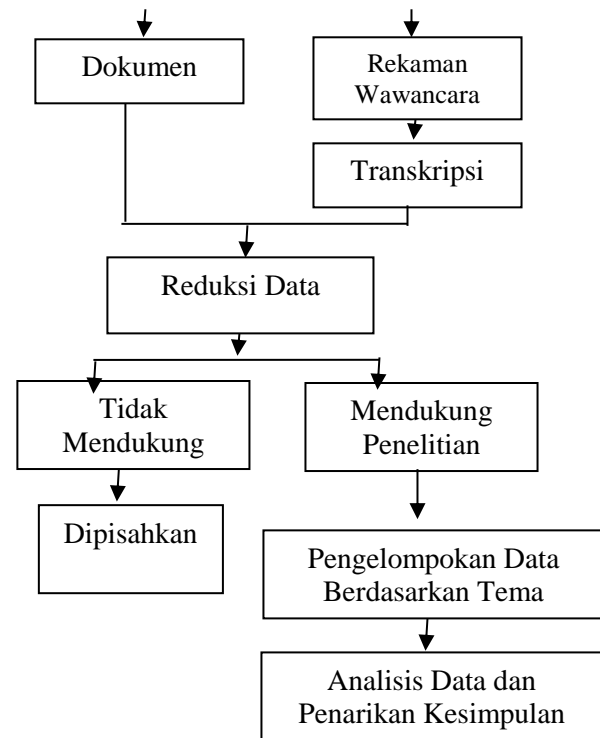 Dokumen
Rekaman
Wawancara
Transkripsi
Reduksi Data
Tidak
Mendukung
Mendukung
Penelitian
Dipisahkan
Pengelompokan Data
Berdasarkan Tema
Analisis Data dan
Penarikan Kesimpulan